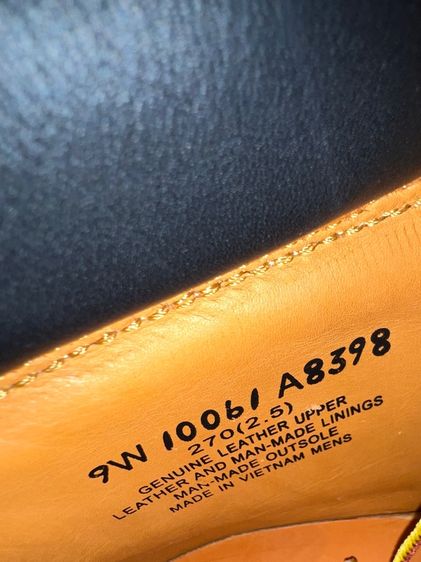 9W 10061 A8398
270(2.5)
GENUINE LEATHER UPPER
LEATHER AND MAN-MADE LININGS
MAN-MADE OUTSOLE
MADE IN VIETNAM MENS